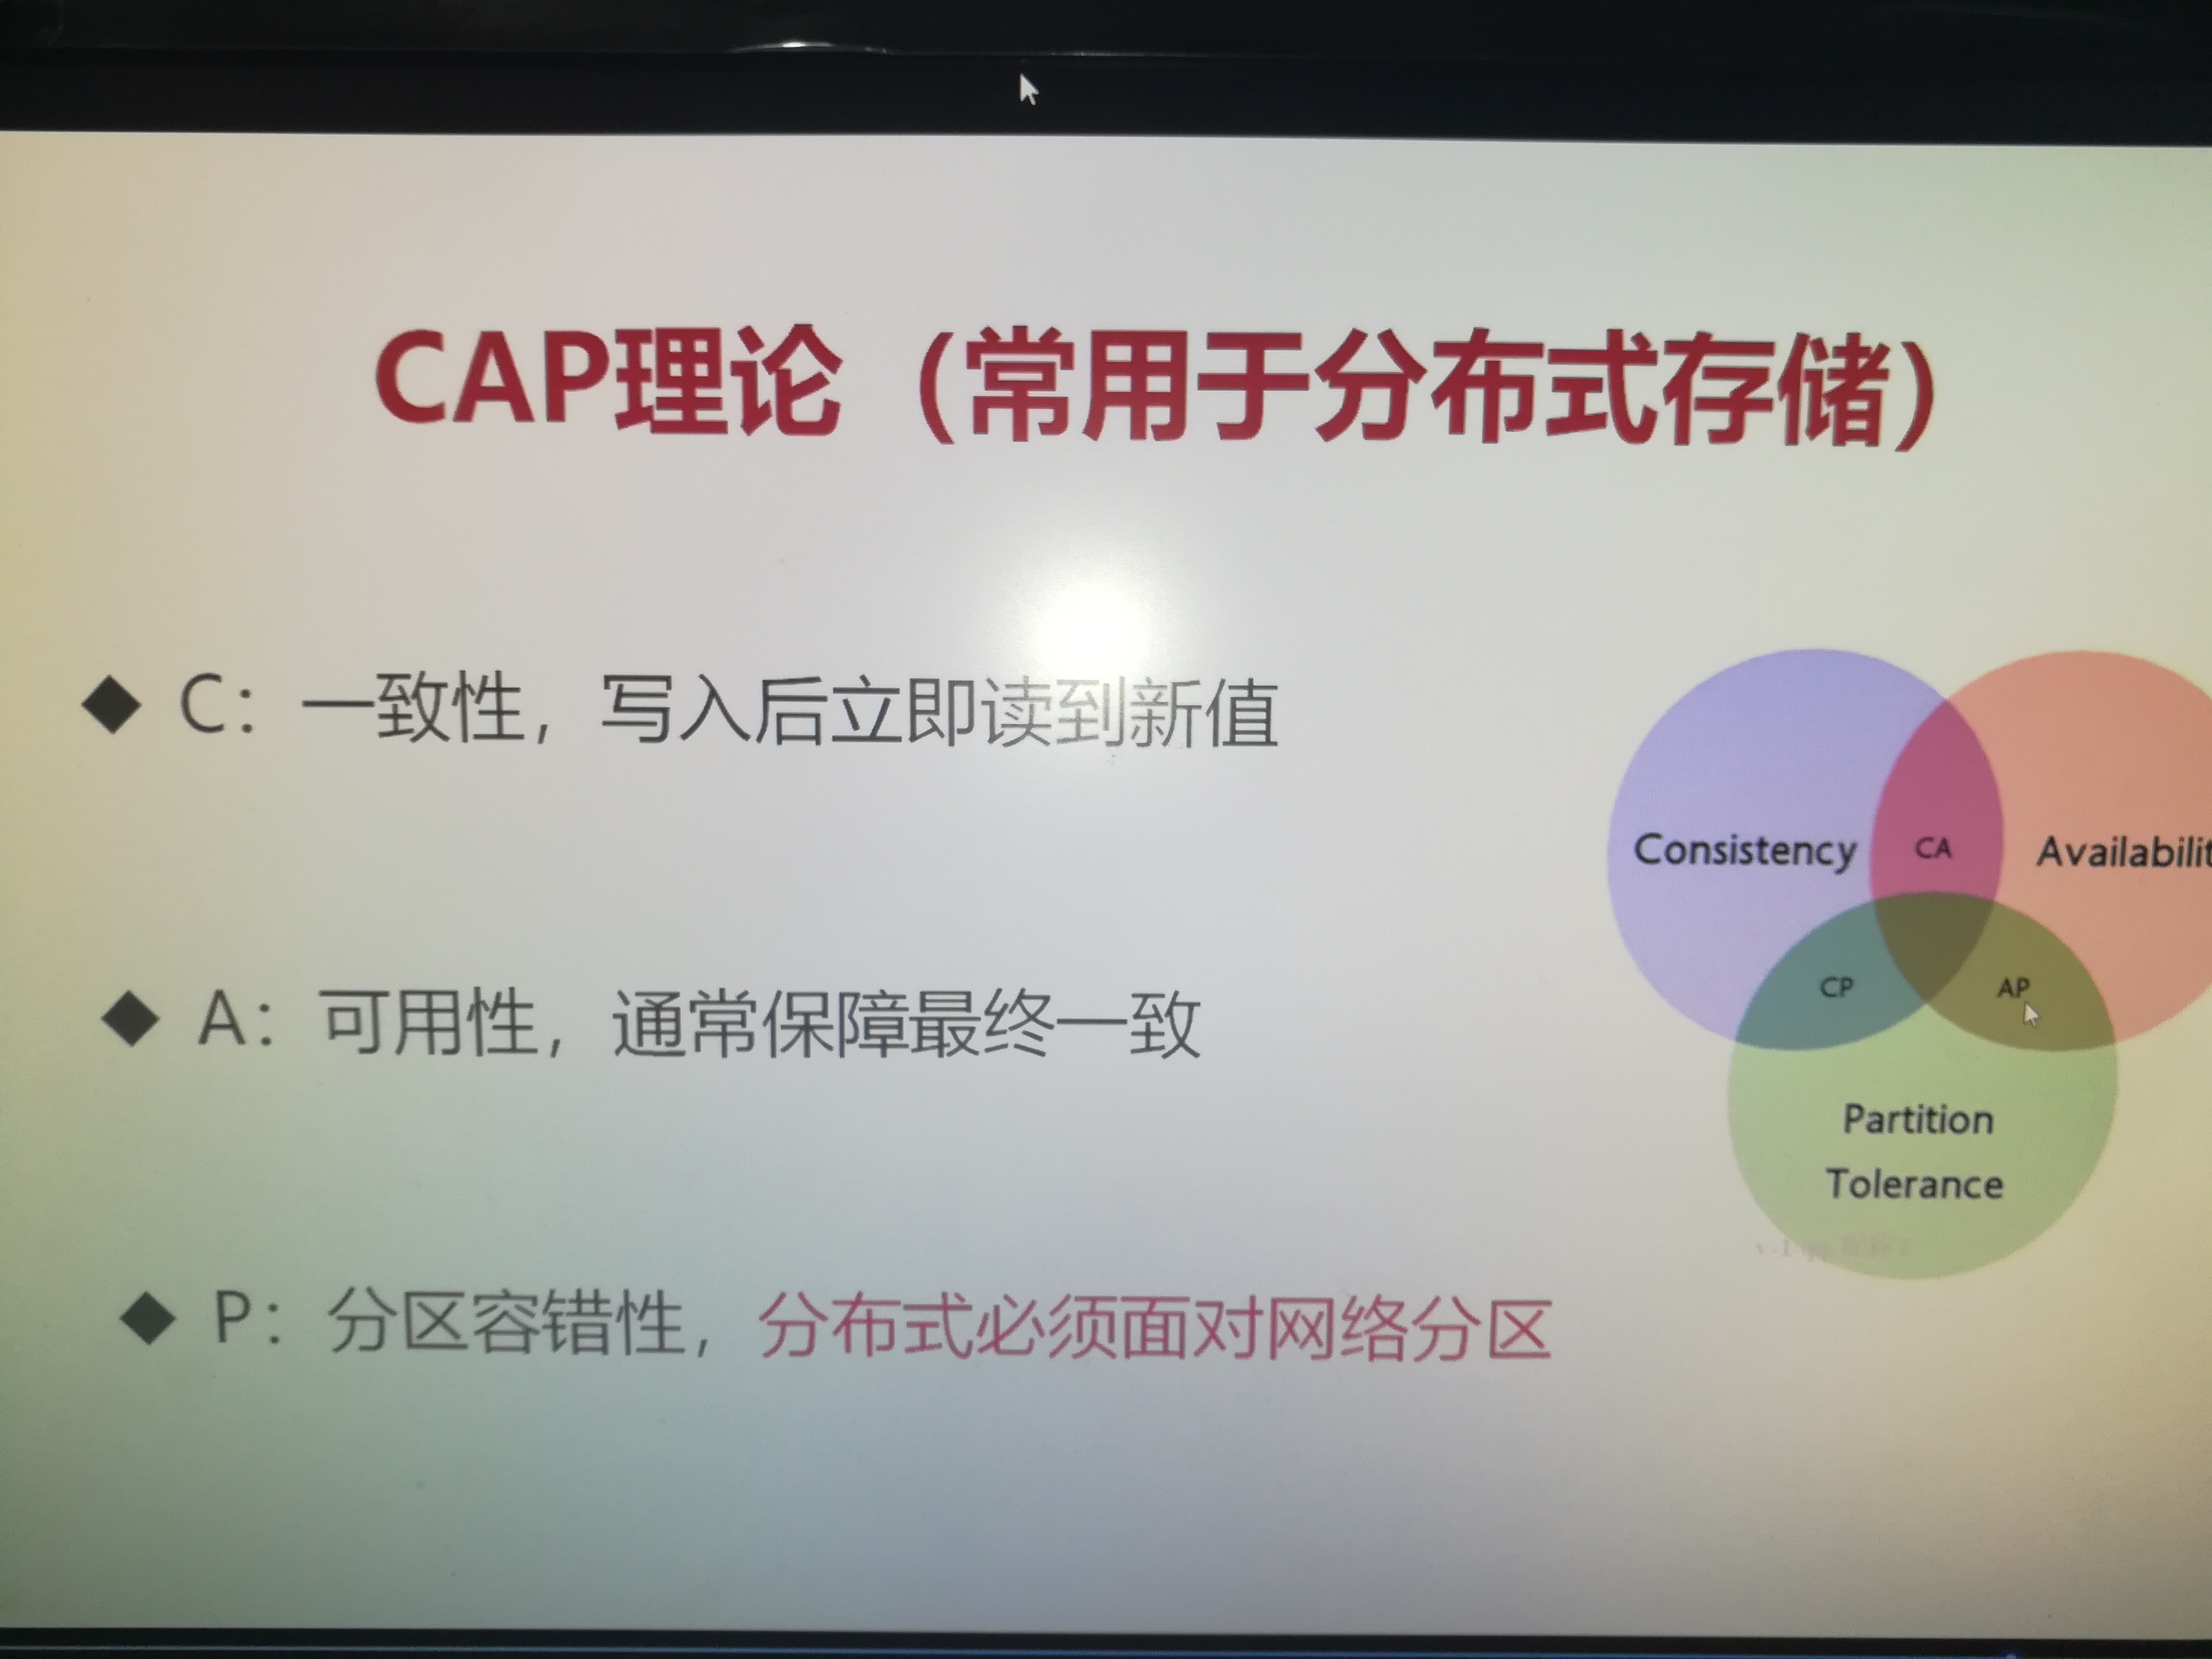 CAP理论（常用于分布式存储）
◆ C：一致性，写入后立即读到新值
◆ A：可用性，通常保障最终一致
◆ P：分区容错性，分布式必须面对网络分区
Consistency
CA
Availabilit
CP
AP
Partition
Tolerance